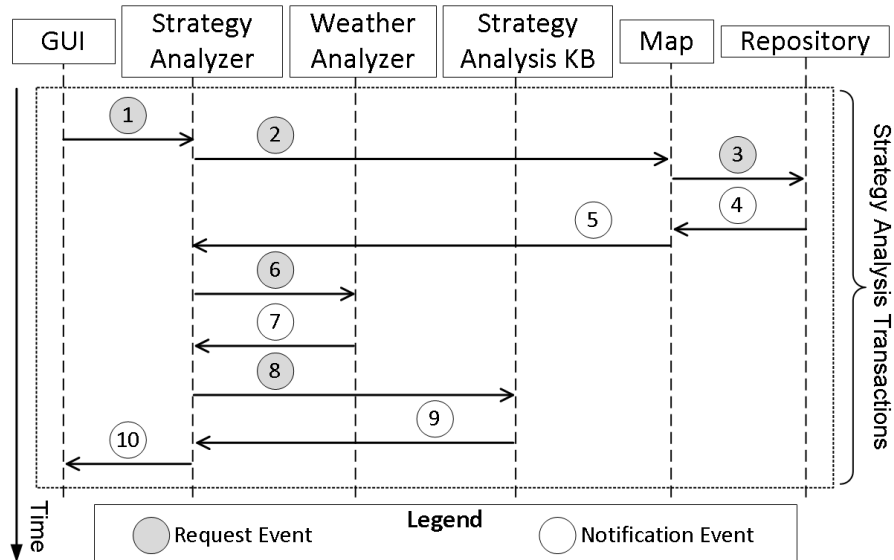 GUI
Strategy Analyzer
Weather Analyzer
Strategy Analysis KB
Map
Repository
1
2
3
4
5
6
7
8
9
10
Strategy Analysis Transactions
Time
Legend
Request Event
Notification Event